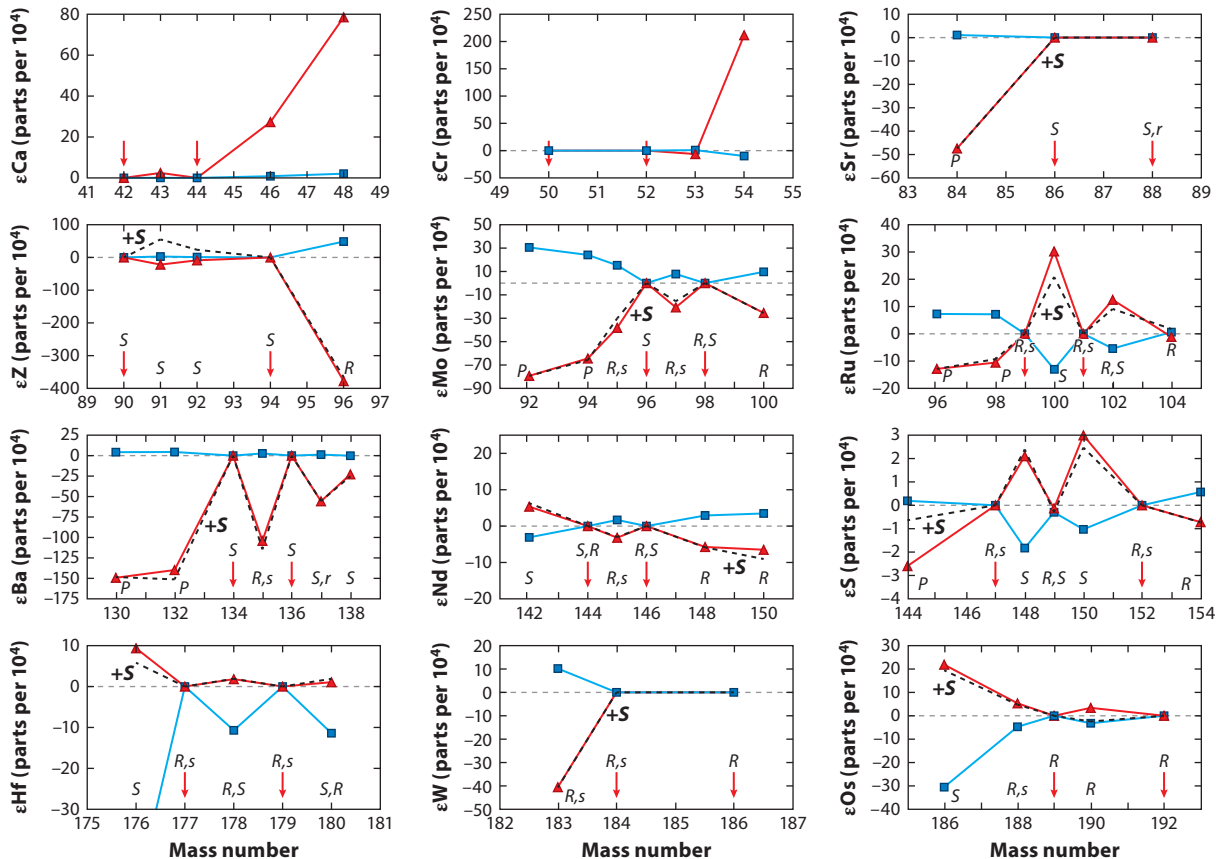 εCa (parts per 10⁴)
80
60
40
20
0
41 42 43 44 45 46 47 48 49
εCr (parts per 10⁴)
250
200
150
100
50
0
−50
49 50 51 52 53 54 55
εSr (parts per 10⁴)
10
0
−10
−20
−30
−40
−50
−60
+S
P
S
S,r
83 84 85 86 87 88 89
εZ (parts per 10⁴)
100
0
−100
−200
−300
−400
+S
S
S
S
S
R
89 90 91 92 93 94 95 96 97
εMo (parts per 10⁴)
50
30
10
−10
−30
−50
−70
−90
+S
P
P
R,s
S
R,s
R,S
R
92 94 96 98 100
εRu (parts per 10⁴)
40
30
20
10
0
−10
−20
+S
P
P
R,s
S
R,s
R,S
R
96 98 100 102 104
εBa (parts per 10⁴)
25
0
−25
−50
−75
−100
−125
−150
−175
+S
P
P
S
R,s
S
S,r
S
130 132 134 136 138
εNd (parts per 10⁴)
20
10
0
−10
−20
+S
S
S,R
R,s
R,S
R
R
142 144 146 148 150
εS (parts per 10⁴)
3
2
1
0
−1
−2
−3
−4
+S
P
R,s
S
R,S
S
R,s
R
144 146 148 150 152 154
εHf (parts per 10⁴)
10
0
−10
−20
−30
+S
S
R,s
R,S
R,s
S,R
175 176 177 178 179 180 181
Mass number
εW (parts per 10⁴)
20
10
0
−10
−20
−30
−40
−50
+S
R,s
R,s
R
182 183 184 185 186 187
Mass number
εOs (parts per 10⁴)
30
20
10
0
−10
−20
−30
−40
+S
S
R,s
R
R
R
186 188 190 192
Mass number